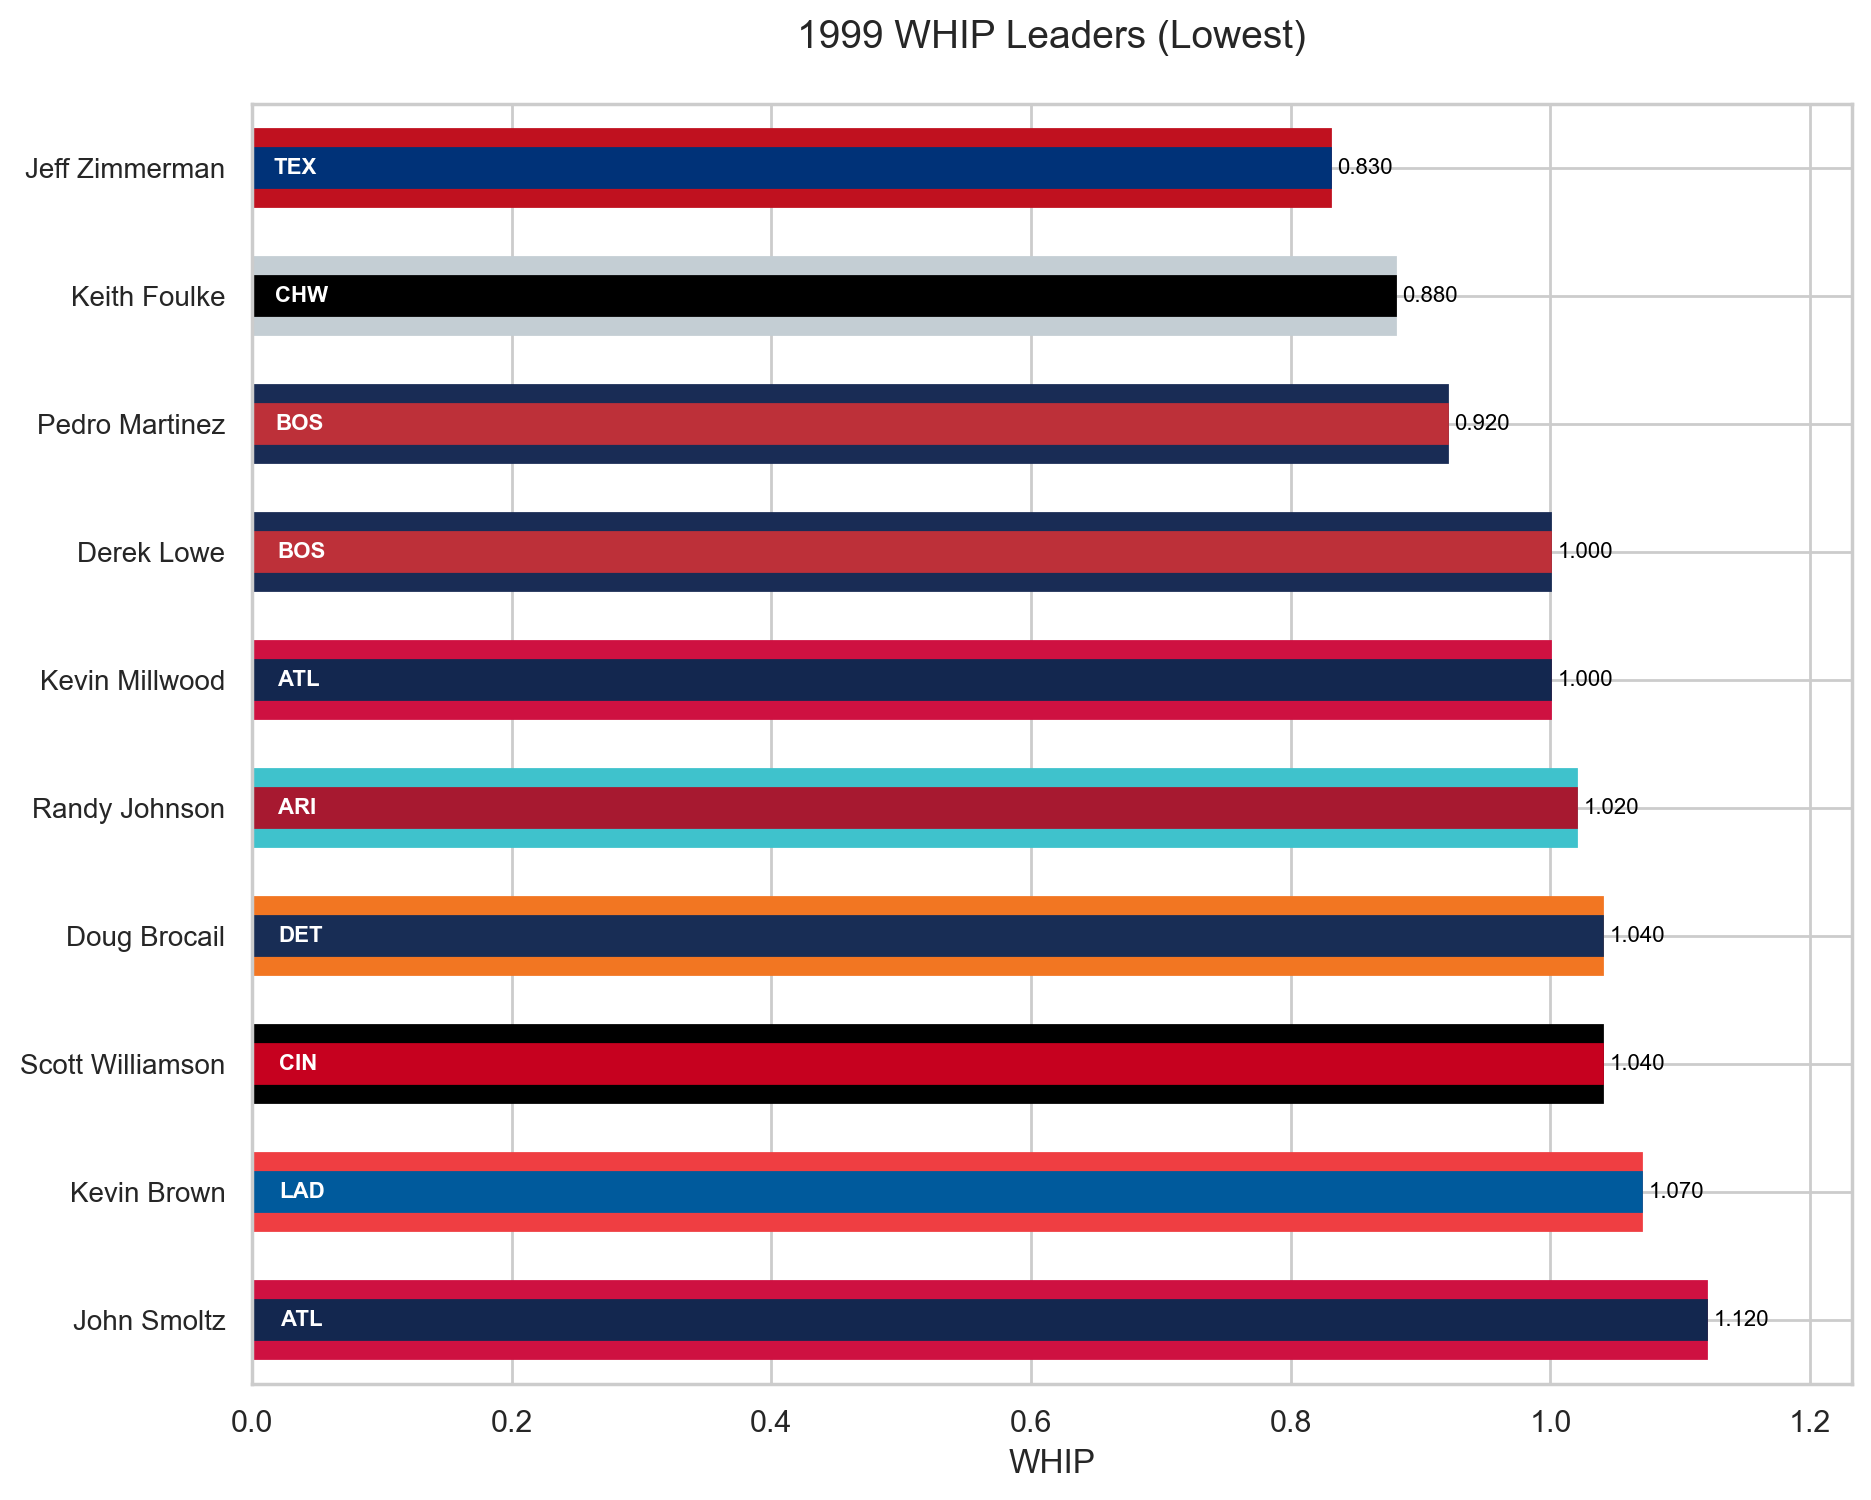 1999 WHIP Leaders (Lowest)
Jeff Zimmerman TEX 0.830
Keith Foulke CHW 0.880
Pedro Martinez BOS 0.920
Derek Lowe BOS 1.000
Kevin Millwood ATL 1.000
Randy Johnson ARI 1.020
Doug Brocail DET 1.040
Scott Williamson CIN 1.040
Kevin Brown LAD 1.070
John Smoltz ATL 1.120
0.0 0.2 0.4 0.6 0.8 1.0 1.2
WHIP